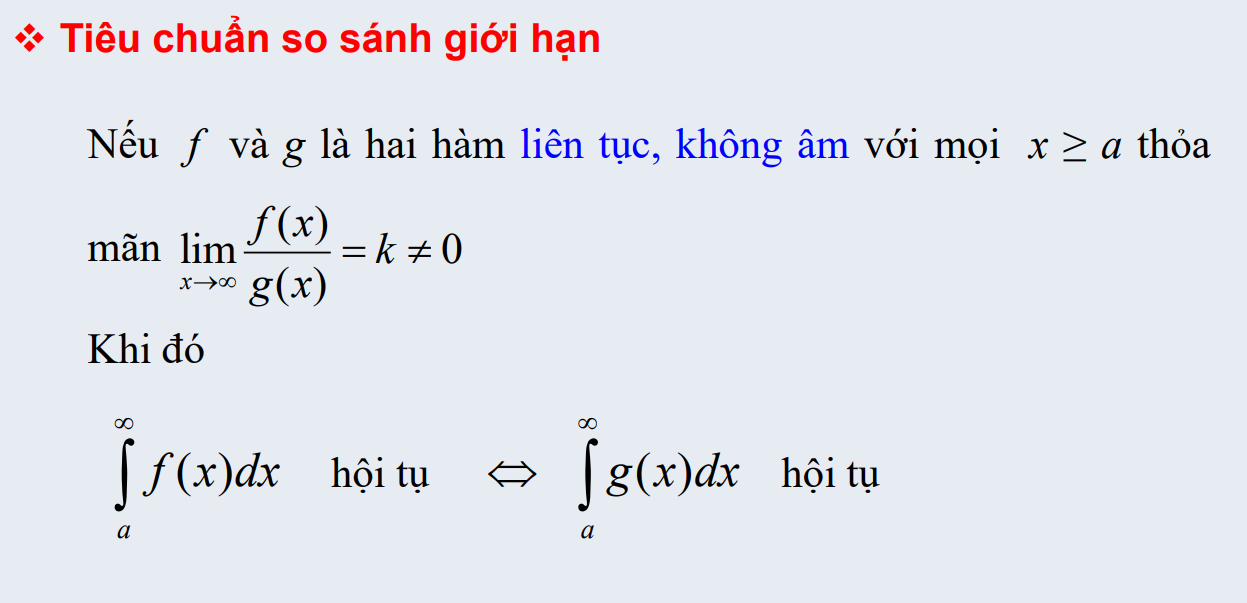 ❖ Tiêu chuẩn so sánh giới hạn
Nếu f và g là hai hàm liên tục, không âm với mọi x ≥ a thỏa
mãn lim_{x→∞} f(x)/g(x) = k ≠ 0
Khi đó
∫_a^∞ f(x)dx hội tụ ⇔ ∫_a^∞ g(x)dx hội tụ